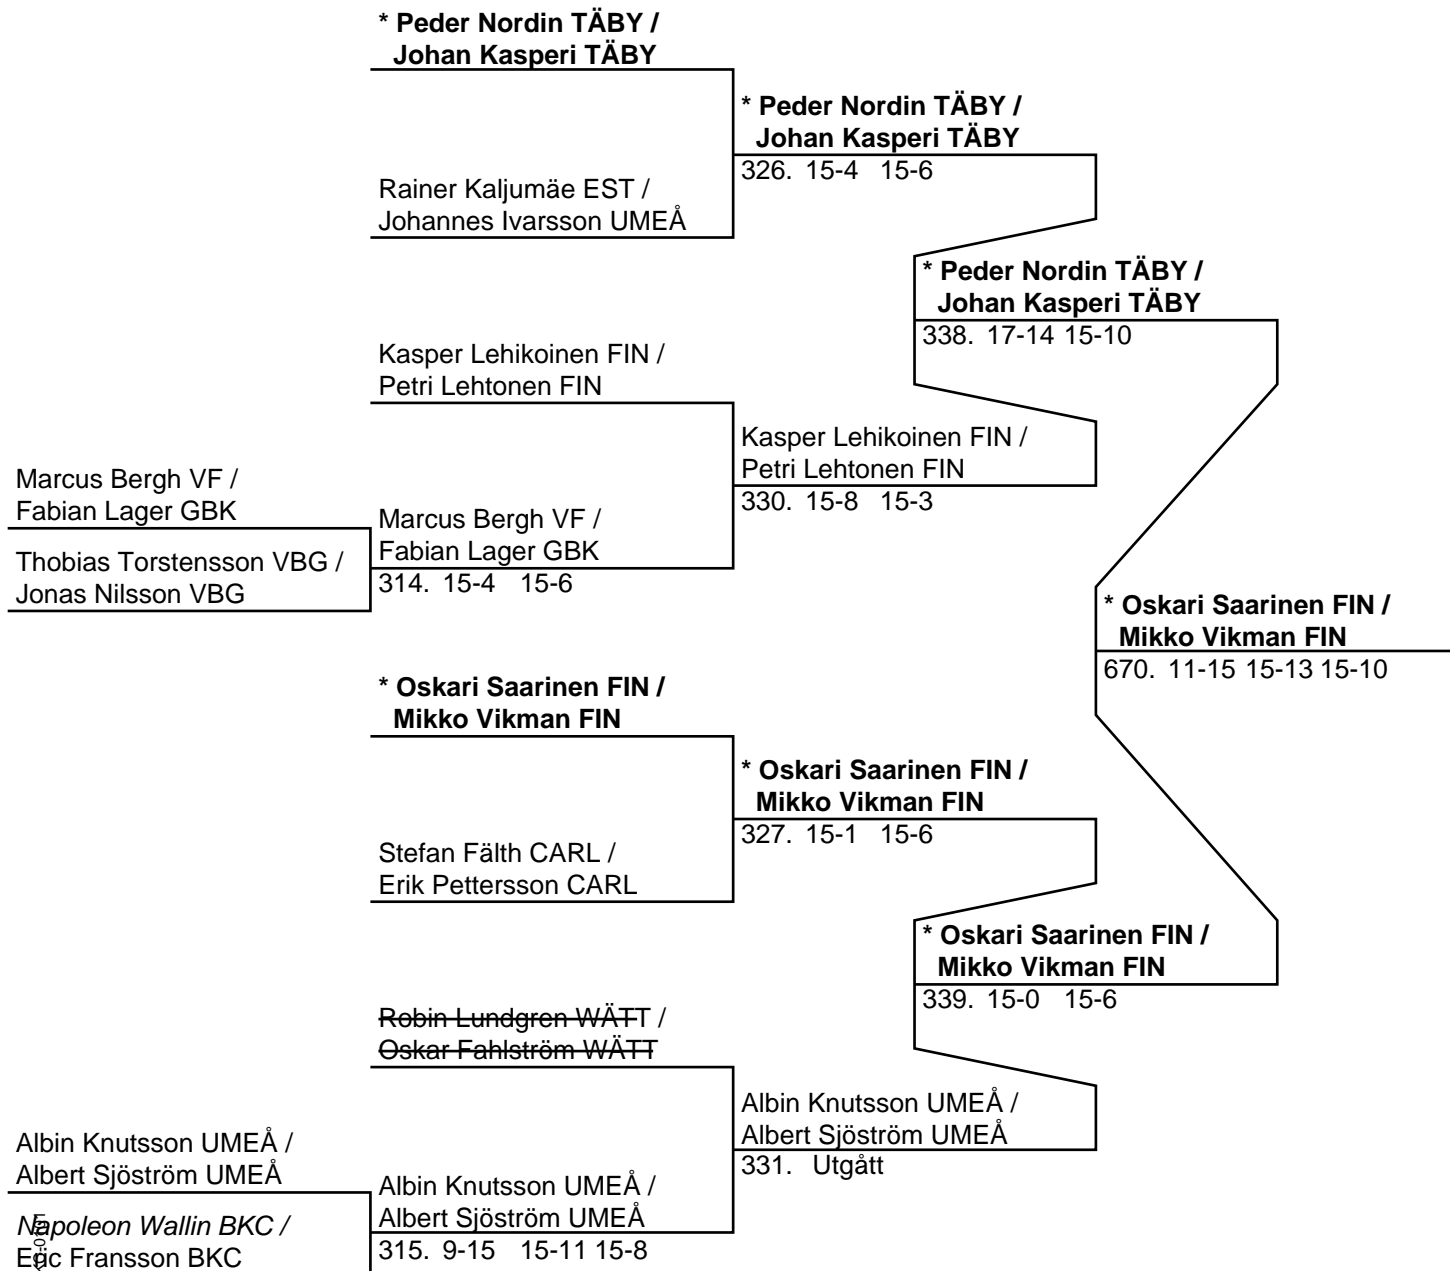 * Peder Nordin TÄBY /
Johan Kasperi TÄBY
* Peder Nordin TÄBY /
Johan Kasperi TÄBY
326. 15-4 15-6
Rainer Kaljumäe EST /
Johannes Ivarsson UMEÅ
* Peder Nordin TÄBY /
Johan Kasperi TÄBY
338. 17-14 15-10
Kasper Lehikoinen FIN /
Petri Lehtonen FIN
Kasper Lehikoinen FIN /
Petri Lehtonen FIN
330. 15-8 15-3
Marcus Bergh VF /
Fabian Lager GBK
Marcus Bergh VF /
Fabian Lager GBK
314. 15-4 15-6
Thobias Torstensson VBG /
Jonas Nilsson VBG
* Oskari Saarinen FIN /
Mikko Vikman FIN
670. 11-15 15-13 15-10
* Oskari Saarinen FIN /
Mikko Vikman FIN
* Oskari Saarinen FIN /
Mikko Vikman FIN
327. 15-1 15-6
Stefan Fälth CARL /
Erik Pettersson CARL
* Oskari Saarinen FIN /
Mikko Vikman FIN
339. 15-0 15-6
Robin Lundgren WÄTT /
Oskar Fahlström WÄTT
Albin Knutsson UMEÅ /
Albert Sjöström UMEÅ
331. Utgått
Albin Knutsson UMEÅ /
Albert Sjöström UMEÅ
Albin Knutsson UMEÅ /
Albert Sjöström UMEÅ
315. 9-15 15-11 15-8
Napoleon Wallin BKC /
Eric Fransson BKC